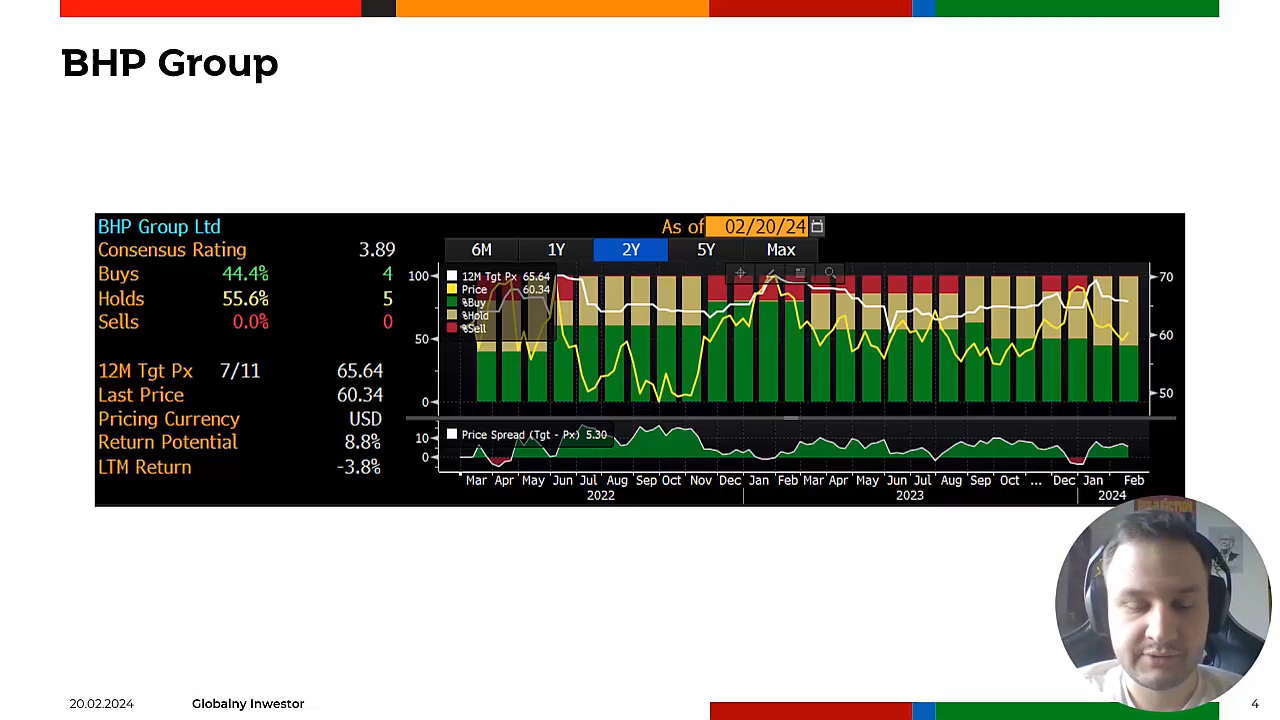 BHP Group
BHP Group Ltd
As of 02/20/24
Consensus Rating 3.89
Buys 44.4% 4
Holds 55.6% 5
Sells 0.0% 0
12M Tgt Px 7/11 65.64
Last Price 60.34
Pricing Currency USD
Return Potential 8.8%
LTM Return -3.8%
6M 1Y 2Y 5Y Max
12M Tgt Px 65.64
Price 60.34
%Buy
%Hold
%Sell
100
50
0
70
60
50
Price Spread (Tgt - Px) 5.30
10
0
Mar Apr May Jun Jul Aug Sep Oct Nov Dec Jan Feb Mar Apr May Jun Jul Aug Sep Oct ... Dec Jan Feb
2022 2023 2024
20.02.2024 Globalny Investor 4